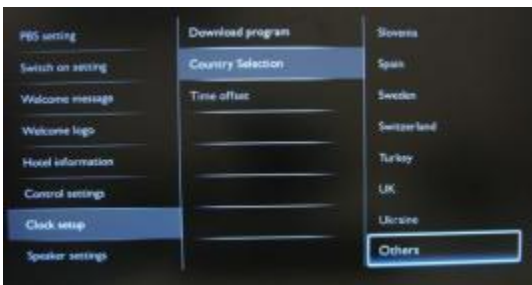 PBS setting
Switch on setting
Welcome message
Welcome logo
Hotel information
Control settings
Clock setup
Speaker settings
Download program
Country Selection
Time offset
Slovenia
Spain
Sweden
Switzerland
Turkey
UK
Ukraine
Others